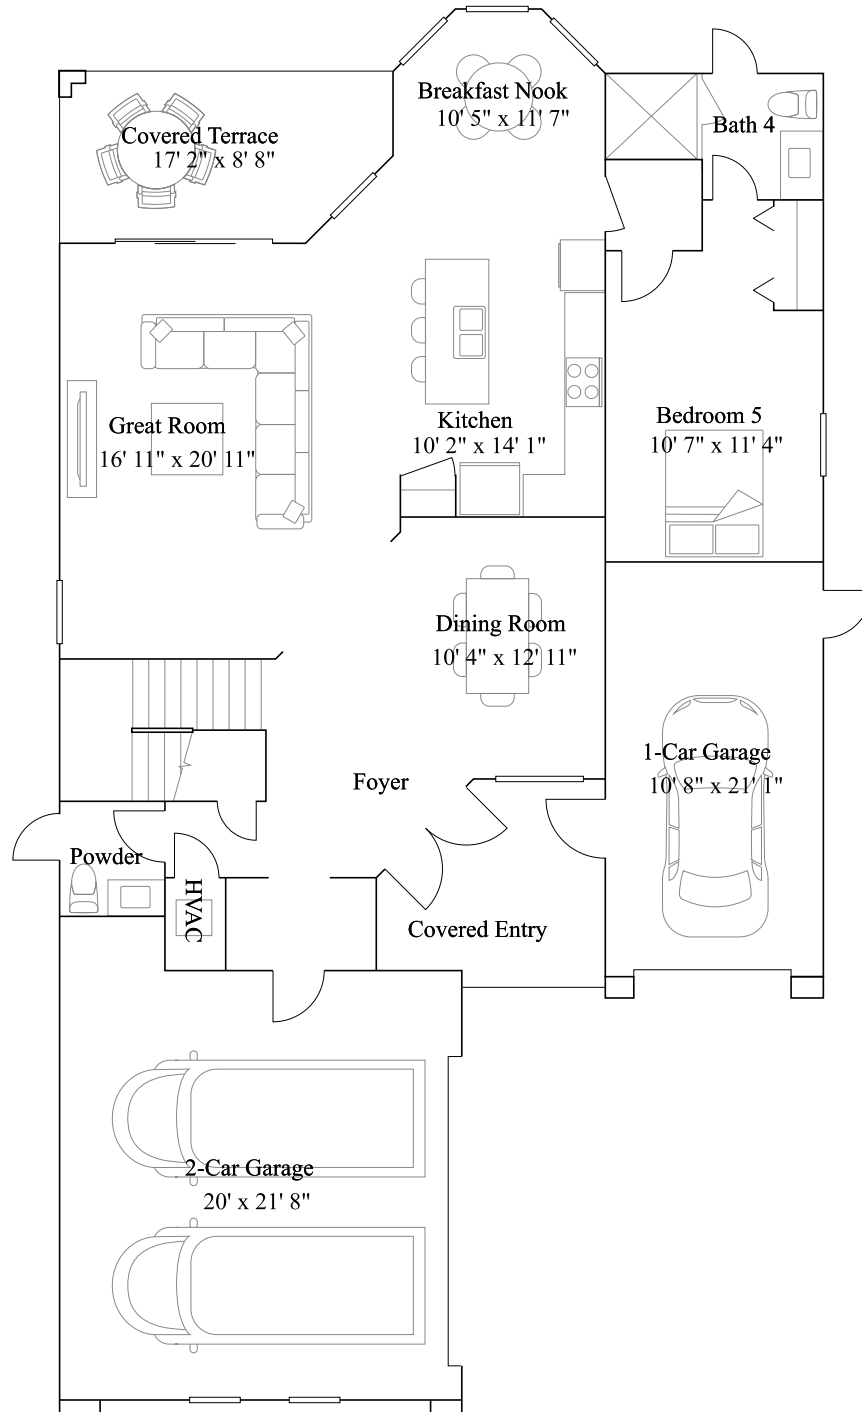 Breakfast Nook
10' 5" x 11' 7"
Bath 4
Covered Terrace
17' 2" x 8' 8"
Great Room
16' 11" x 20' 11"
Kitchen
10' 2" x 14' 1"
Bedroom 5
10' 7" x 11' 4"
Dining Room
10' 4" x 12' 11"
Foyer
1-Car Garage
10' 8" x 21' 1"
Powder
HVAC
Covered Entry
2-Car Garage
20' x 21' 8"